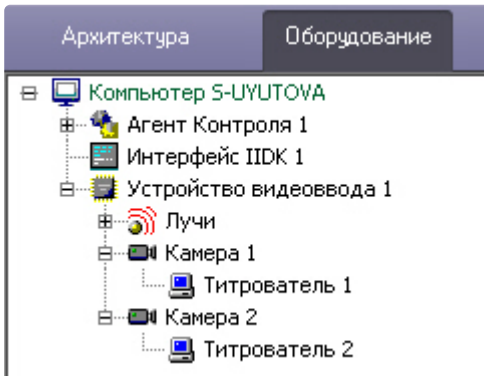 Архитектура Оборудование
Компьютер S-UYUTOVA
Агент Контроля 1
Интерфейс IIDK 1
Устройство видеоввода 1
Лучи
Камера 1
Титрователь 1
Камера 2
Титрователь 2